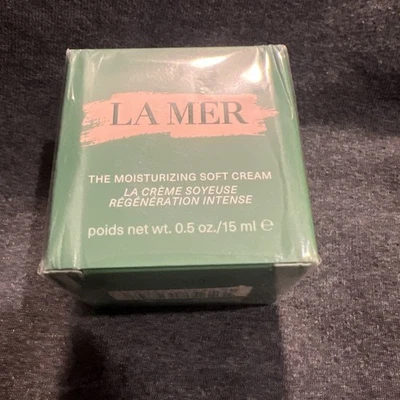 LA MER
THE MOISTURIZING SOFT CREAM
LA CRÈME SOYEUSE
RÉGÉNÉRATION INTENSE
poids net wt. 0.5 oz./15 ml ℮